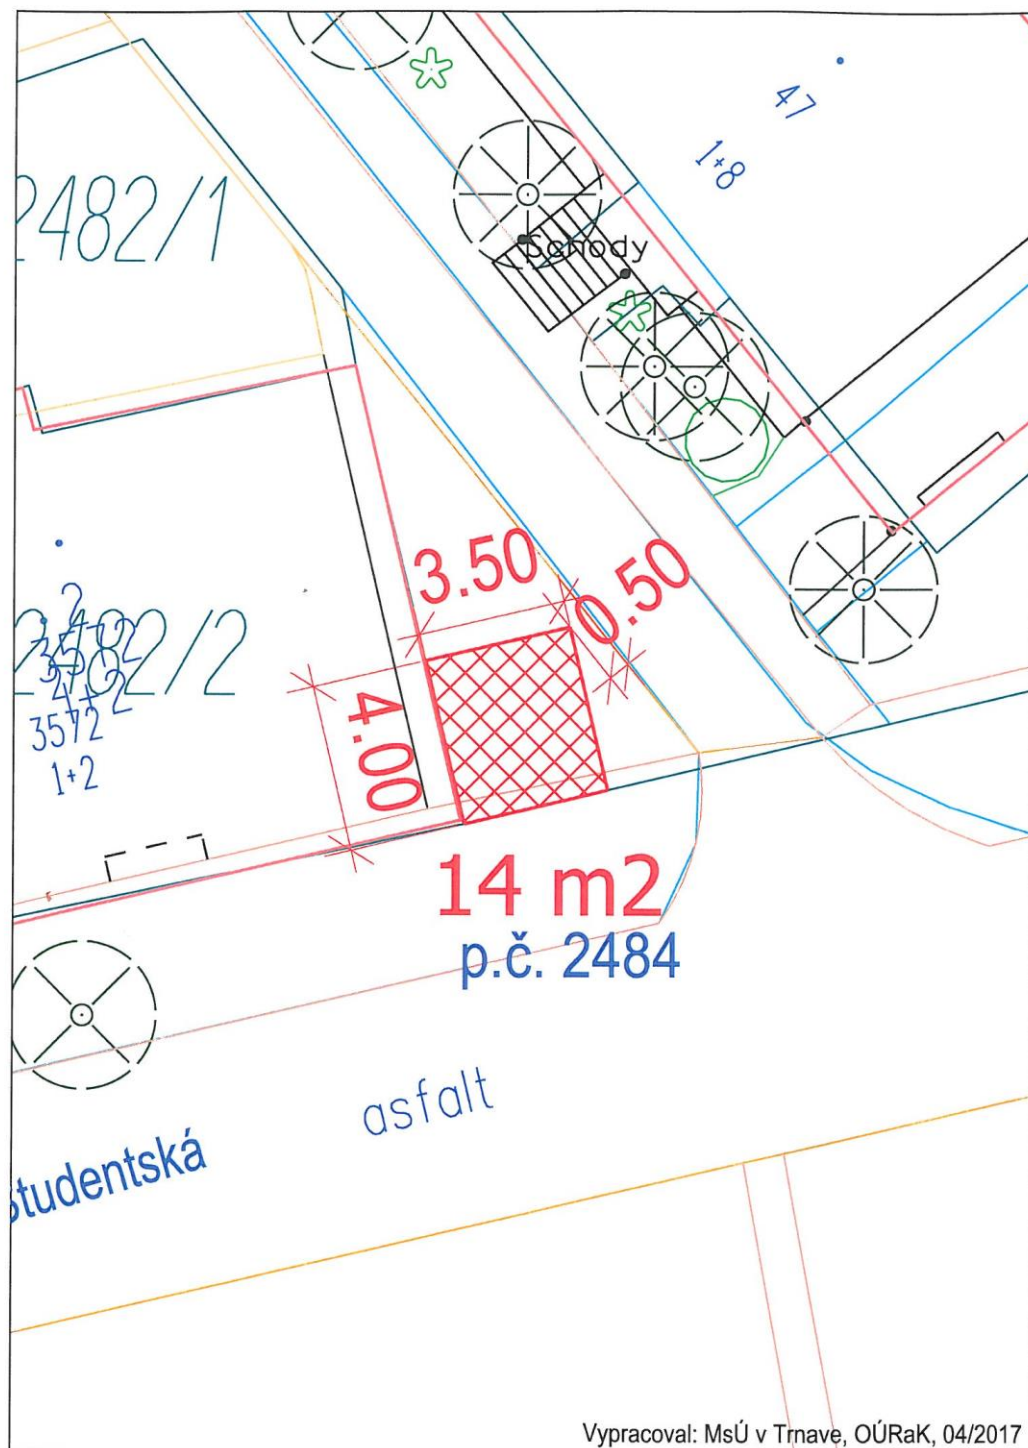 47
1+8
2482/1
Schody
3.50
0.50
2482/2
3572
1+2
4.00
14 m2
p.č. 2484
asfalt
Študentská
Vypracoval: MsÚ v Trnave, OÚRaK, 04/2017